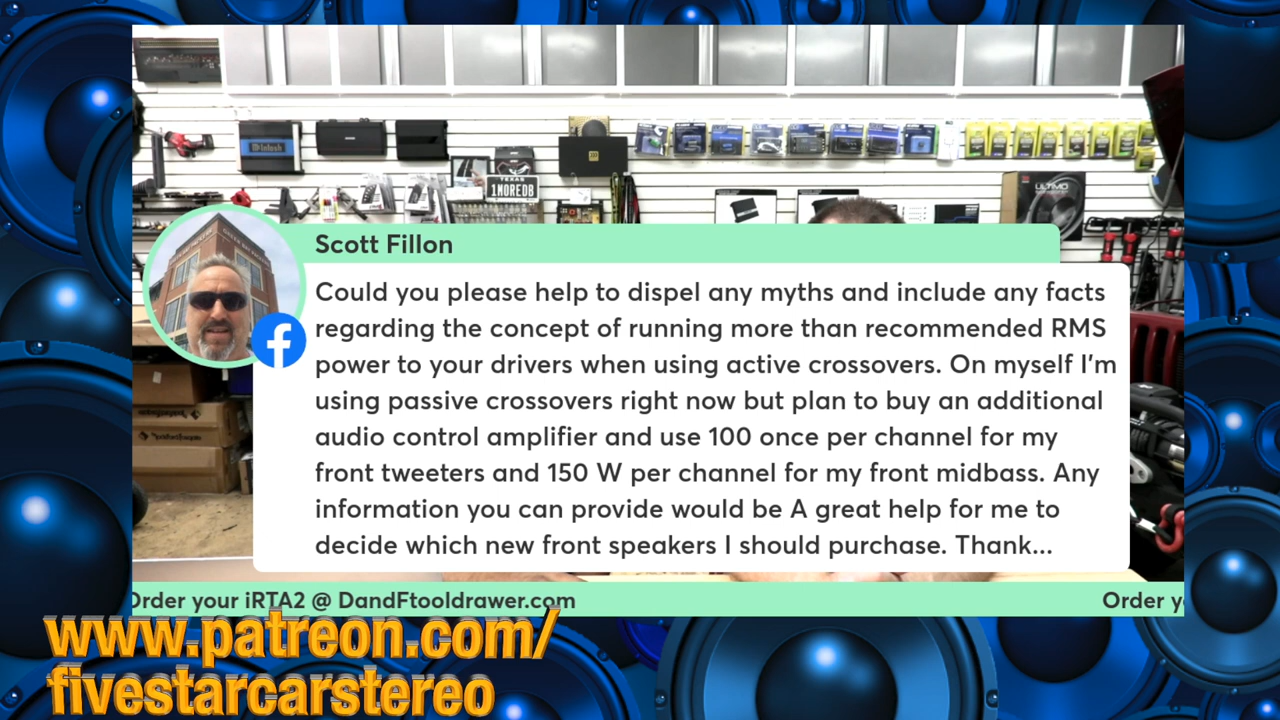 McIntosh
TEXAS
1MOREDB
ULTIMO
Scott Fillon
Could you please help to dispel any myths and include any facts
regarding the concept of running more than recommended RMS
power to your drivers when using active crossovers. On myself I'm
using passive crossovers right now but plan to buy an additional
audio control amplifier and use 100 once per channel for my
front tweeters and 150 W per channel for my front midbass. Any
information you can provide would be A great help for me to
decide which new front speakers I should purchase. Thank...
Order your iRTA2 @ DandFtooldrawer.com
Order y
www.patreon.com/
fivestarcarstereo